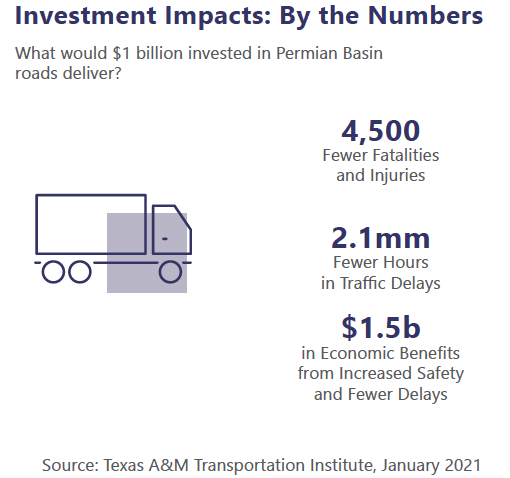 Investment Impacts: By the Numbers
What would $1 billion invested in Permian Basin
roads deliver?
4,500
Fewer Fatalities
and Injuries
2.1mm
Fewer Hours
in Traffic Delays
$1.5b
in Economic Benefits
from Increased Safety
and Fewer Delays
Source: Texas A&M Transportation Institute, January 2021